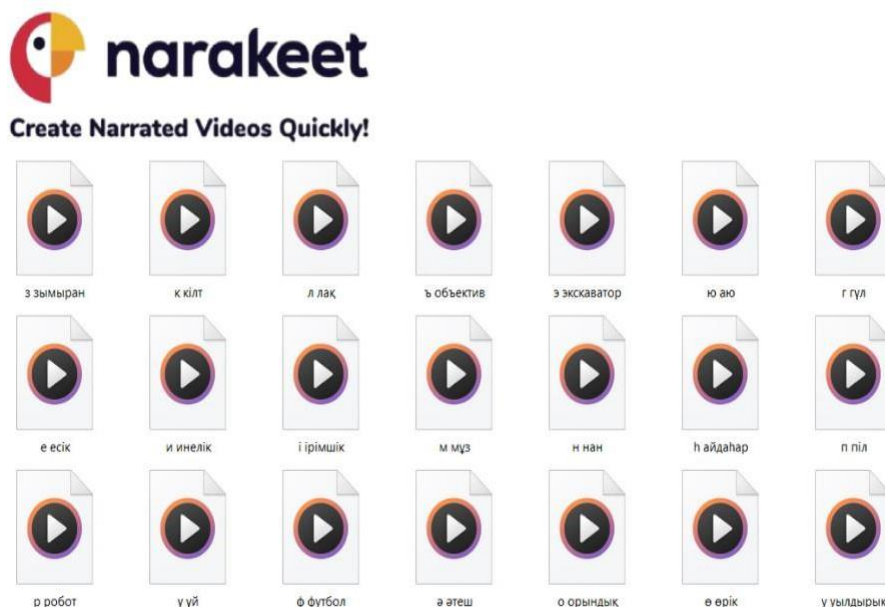 narakeet
Create Narrated Videos Quickly!
з зымыран к кілт л лақ ъ объектив э экскаватор ю аю г гүл
е есік и инелік і ірімшік м мұз н нан һ айдаһар п піл
р робот ү үй ф футбол ә әтеш о орындық ө өрік у уылдырық